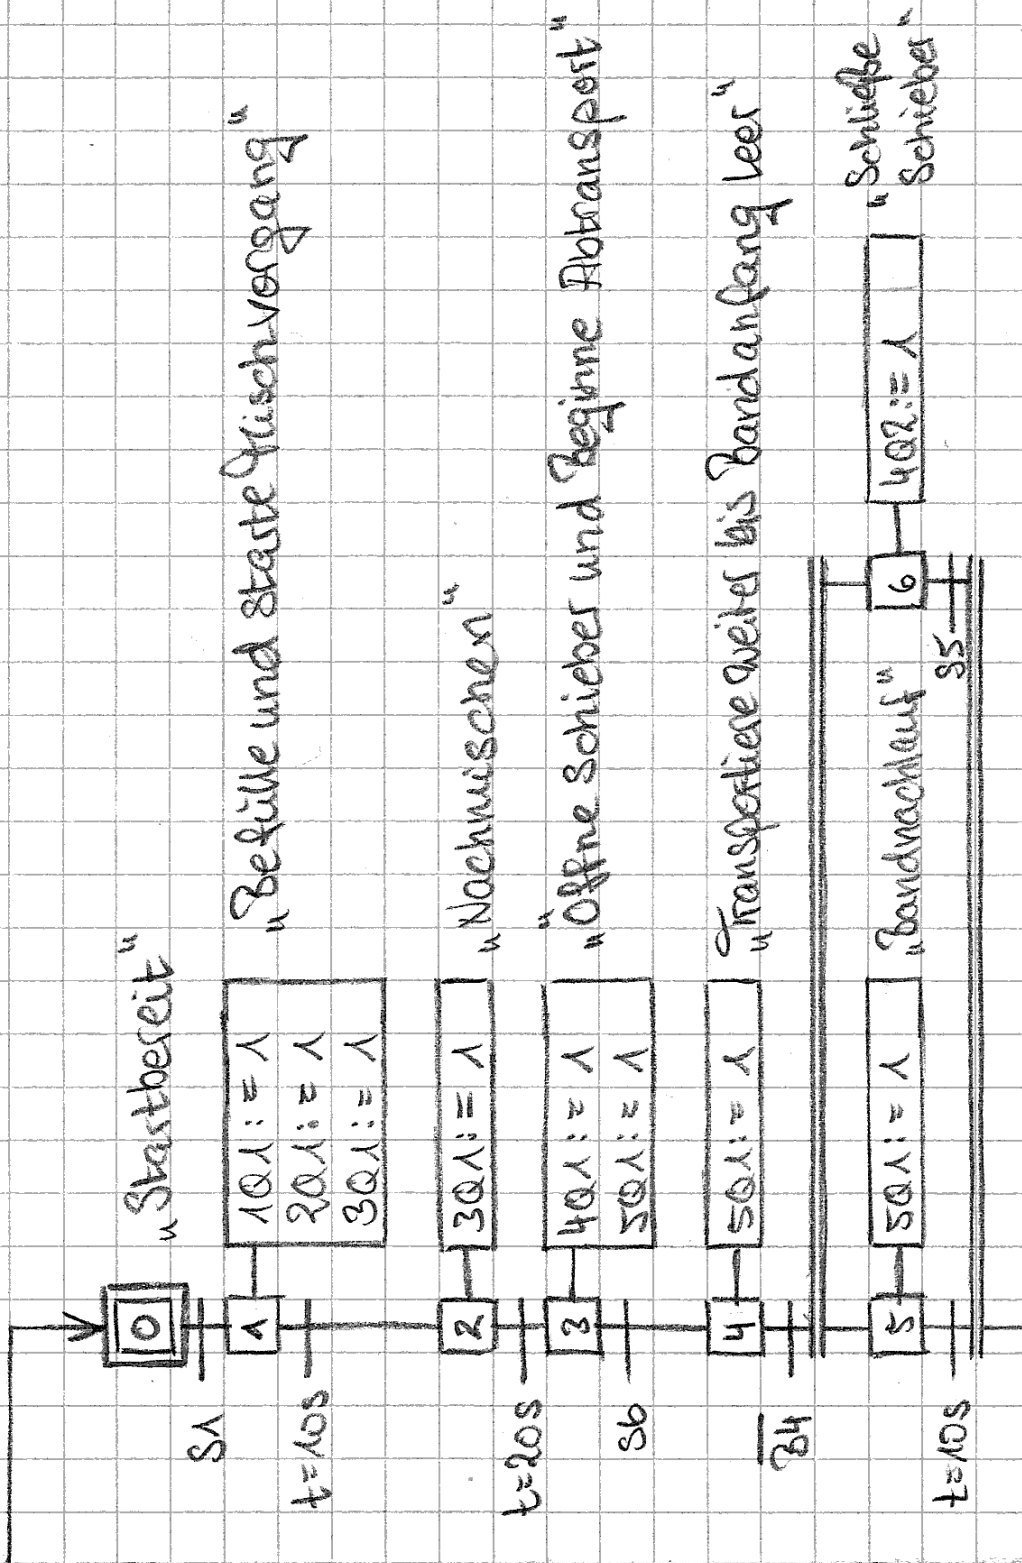 0 „Startbereit“
S1
1 1Q1:=1 „Befülle und starte Mischvorgang“
2Q1:=1
3Q1:=1
t=10s
2 3Q1:=1 „Nachmischen“
t=20s
3 4Q1:=1 „Öffne Schieber und Beginne Abtransport“
5Q1:=1
S6
4 5Q1:=1 „Transportiere weiter bis Bandanfang leer“
B̅4̅
5 5Q1:=1 „Bandnachlauf“ 6 4Q2:=1 „Schließe
Schieber“
t=10s S5